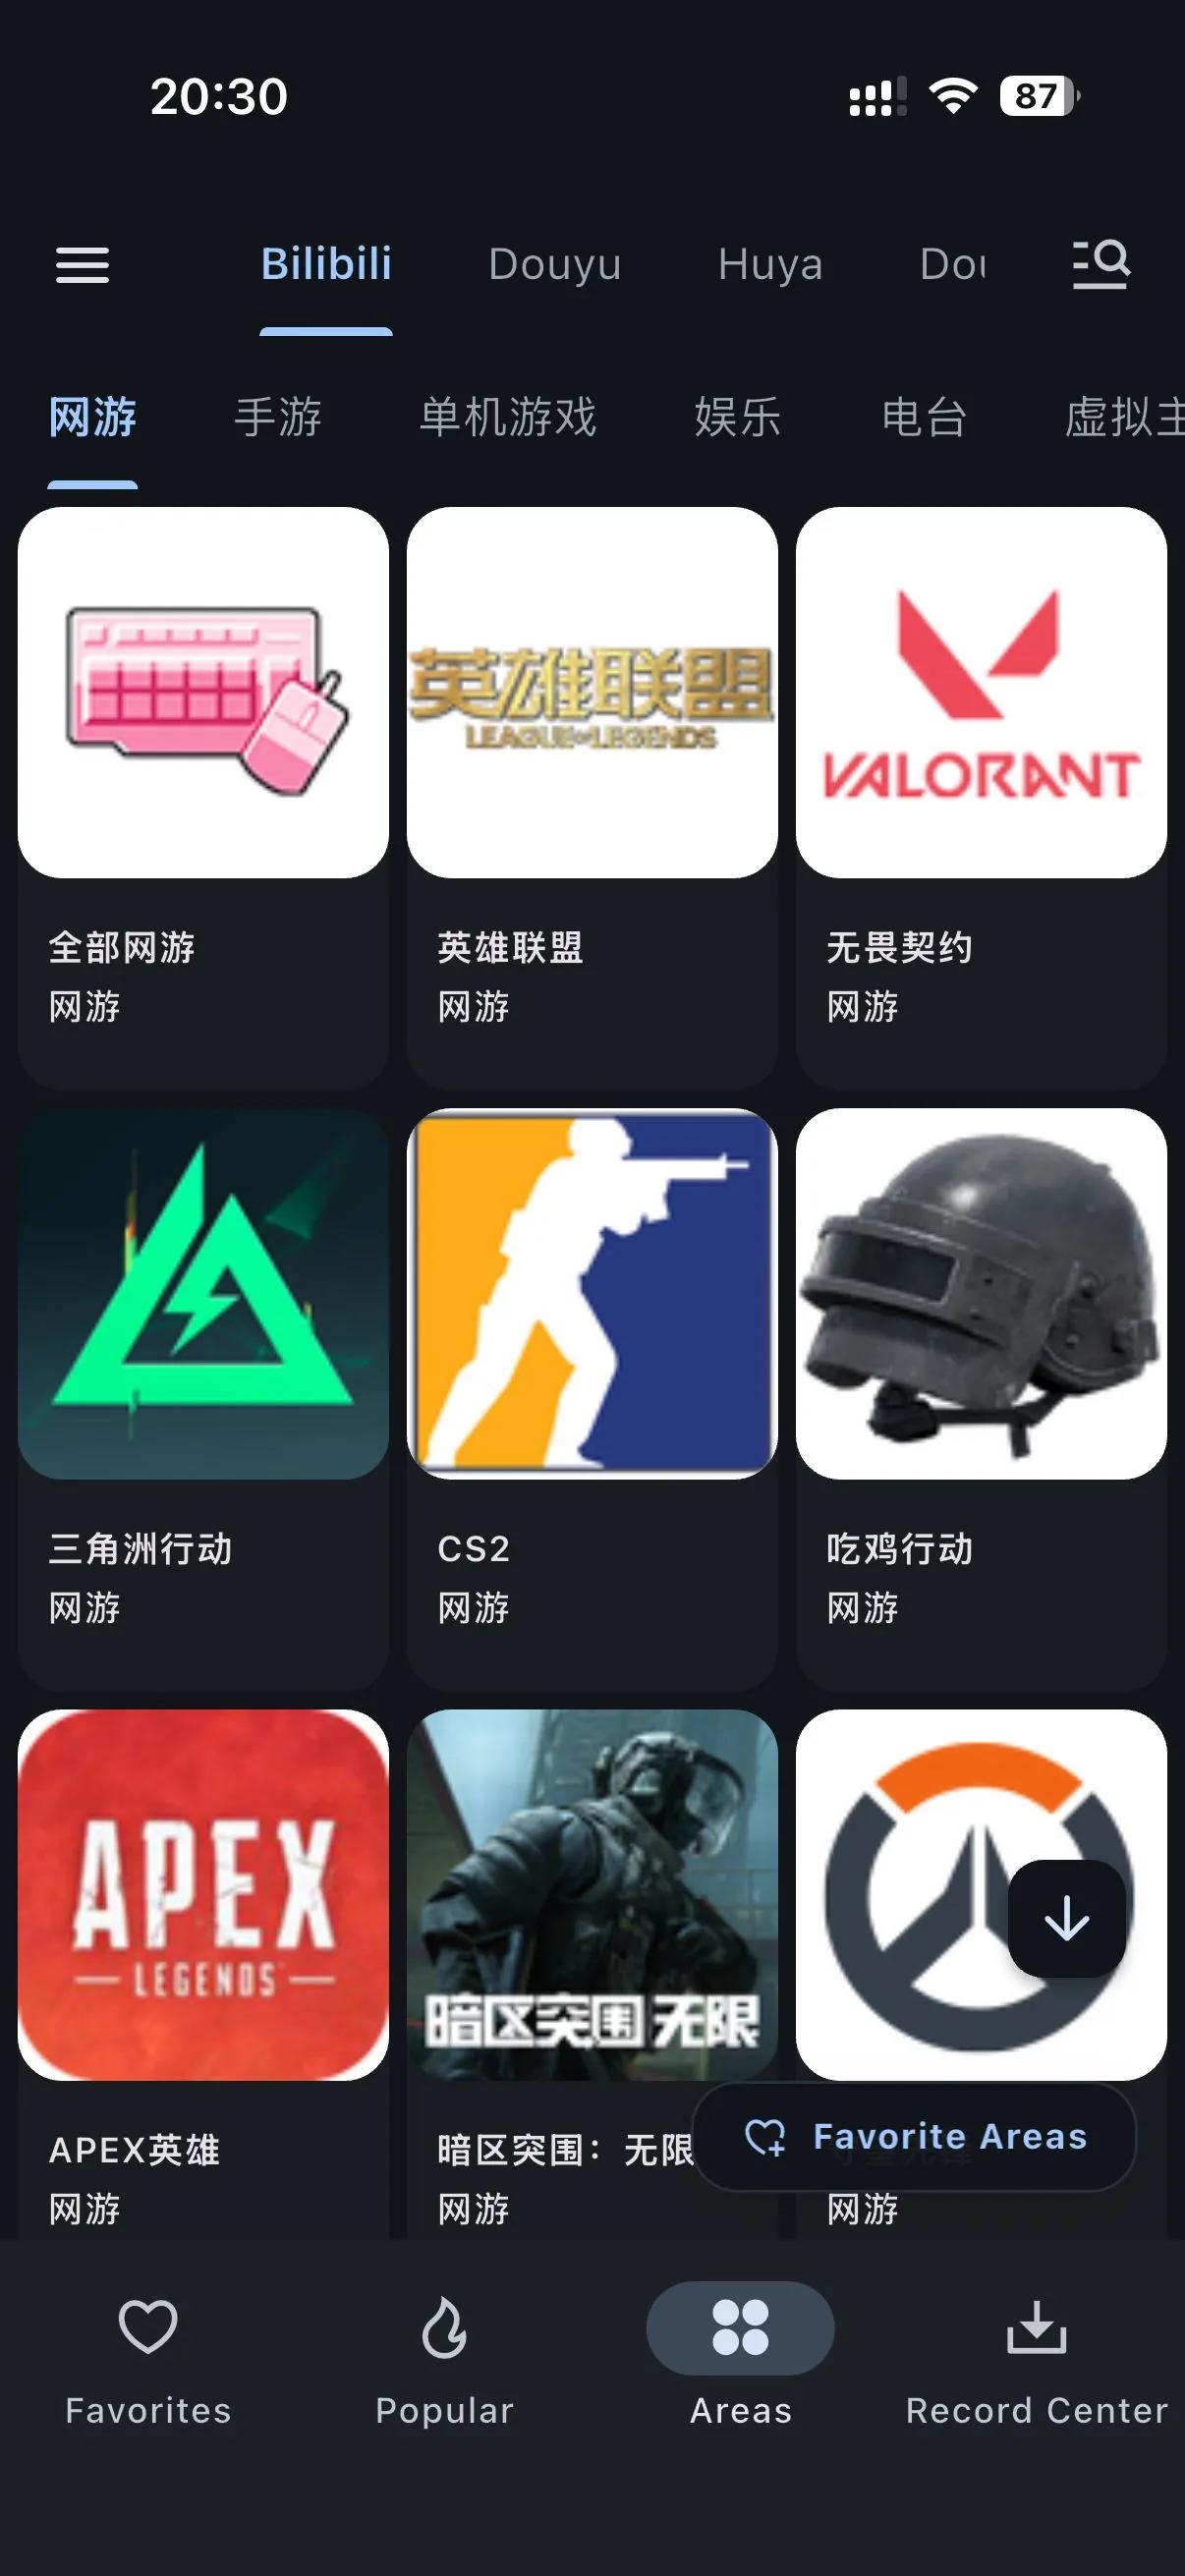 20:30
87
Bilibili
Douyu
Huya
网游
手游
单机游戏
娱乐
电台
虚拟主
英雄联盟
LEAGUE OF LEGENDS
VALORANT
全部网游
网游
英雄联盟
网游
无畏契约
网游
三角洲行动
网游
CS2
网游
吃鸡行动
网游
APEX
LEGENDS
暗区突围 无限
APEX英雄
网游
暗区突围：无限
网游
Favorite Areas
网游
Favorites
Popular
Areas
Record Center